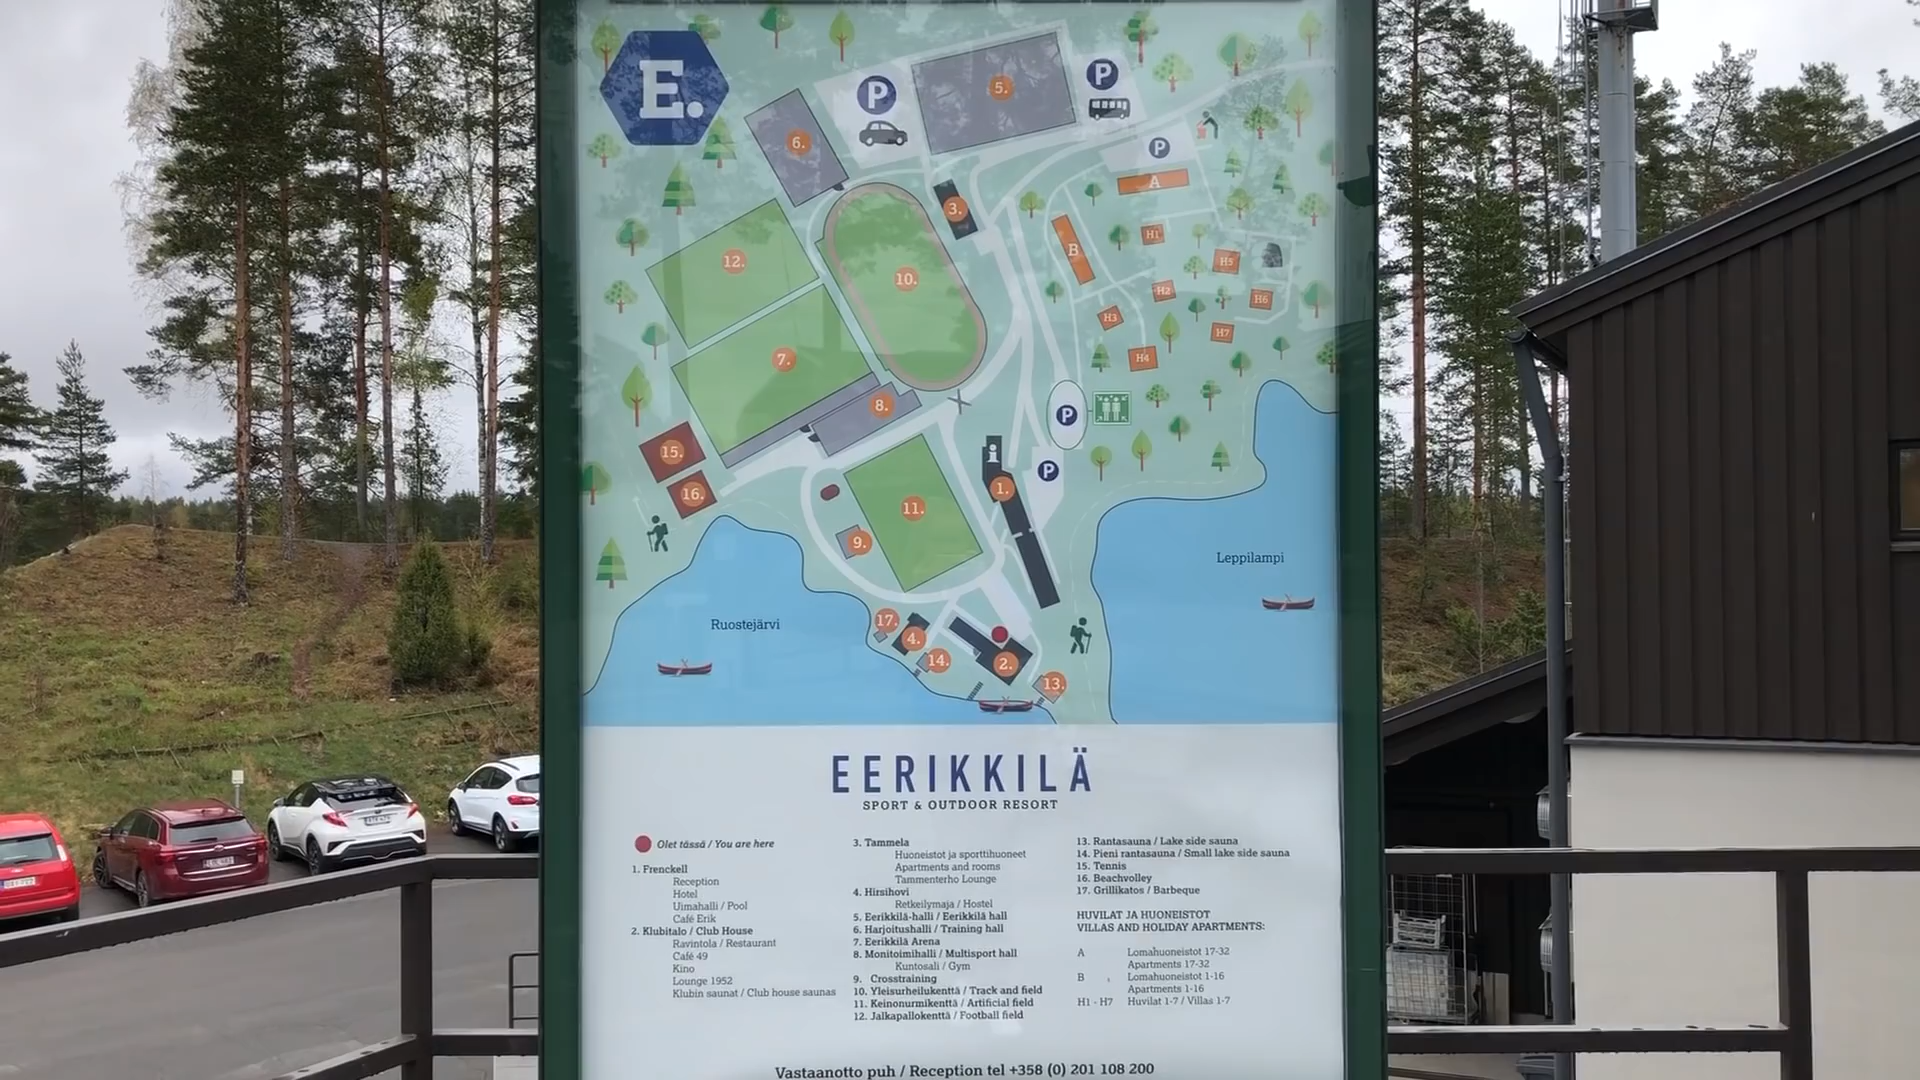 E.
P
P
5.
6.
P
A
3.
H1
B
12.
10.
H5
H2
H6
H3
H7
7.
H4
8.
P
15.
P
16.
1.
11.
9.
Leppilampi
Ruostejärvi
17.
4.
14.
2.
13.
EERIKKILÄ
SPORT & OUTDOOR RESORT
Olet tässä / You are here
1. Frenckell
Reception
Hotel
Uimahalli / Pool
Café Erik
2. Klubitalo / Club House
Ravintola / Restaurant
Café 49
Kino
Lounge 1952
Klubin saunat / Club house saunas
3. Tammela
Huoneistot ja sporttihuoneet
Apartments and rooms
Tammenterho Lounge
4. Hirsihovi
Retkeilymaja / Hostel
5. Eerikkilä-halli / Eerikkilä hall
6. Harjoitushalli / Training hall
7. Eerikkilä Arena
8. Monitoimihalli / Multisport hall
Kuntosali / Gym
9. Crosstraining
10. Yleisurheilukenttä / Track and field
11. Keinonurmikenttä / Artificial field
12. Jalkapallokenttä / Football field
13. Rantasauna / Lake side sauna
14. Pieni rantasauna / Small lake side sauna
15. Tennis
16. Beachvolley
17. Grillikatos / Barbeque
HUVILAT JA HUONEISTOT
VILLAS AND HOLIDAY APARTMENTS:
A Lomahuoneistot 17-32
Apartments 17-32
B Lomahuoneistot 1-16
Apartments 1-16
H1 - H7 Huvilat 1-7 / Villas 1-7
Vastaanotto puh / Reception tel +358 (0) 201 108 200